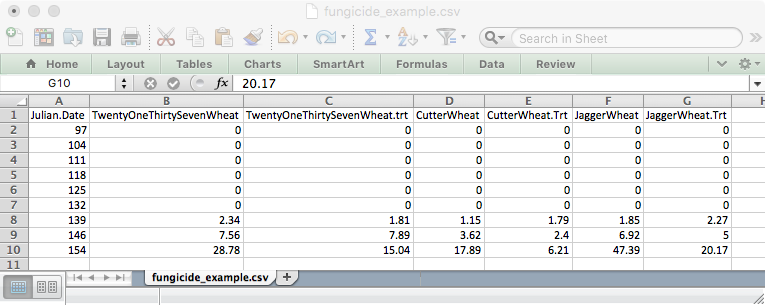 fungicide_example.csv
Search in Sheet
Home Layout Tables Charts SmartArt Formulas Data Review
G10 fx 20.17
A B C D E F G H
1 Julian.Date TwentyOneThirtySevenWheat TwentyOneThirtySevenWheat.trt CutterWheat CutterWheat.Trt JaggerWheat JaggerWheat.Trt
2 97 0 0 0 0 0 0
3 104 0 0 0 0 0 0
4 111 0 0 0 0 0 0
5 118 0 0 0 0 0 0
6 125 0 0 0 0 0 0
7 132 0 0 0 0 0 0
8 139 2.34 1.81 1.15 1.79 1.85 2.27
9 146 7.56 7.89 3.62 2.4 6.92 5
10 154 28.78 15.04 17.89 6.21 47.39 20.17
11
fungicide_example.csv +